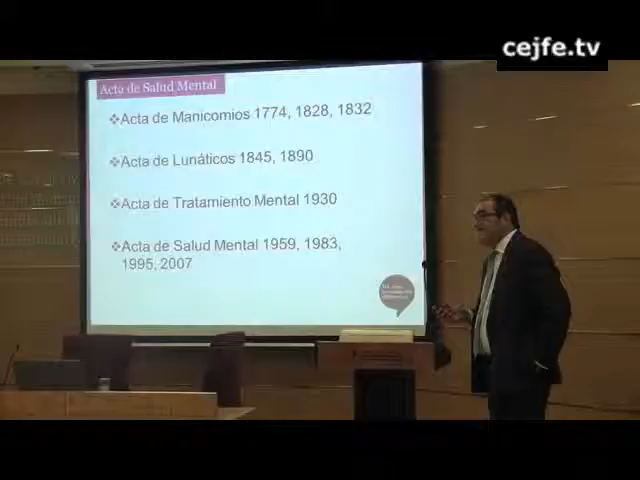 cejfe.tv
Acta de Salud Mental
❖Acta de Manicomios 1774, 1828, 1832
❖Acta de Lunáticos 1845, 1890
❖Acta de Tratamiento Mental 1930
❖Acta de Salud Mental 1959, 1983,
1995, 2007